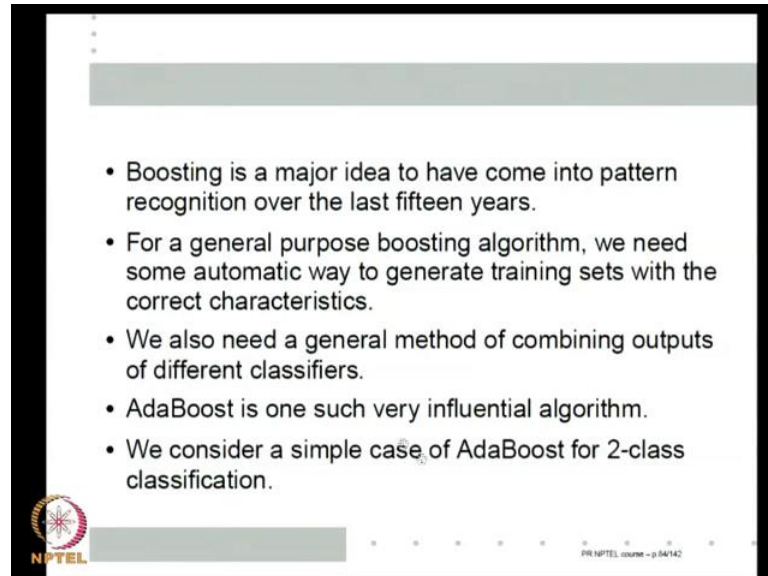 • Boosting is a major idea to have come into pattern
recognition over the last fifteen years.
• For a general purpose boosting algorithm, we need
some automatic way to generate training sets with the
correct characteristics.
• We also need a general method of combining outputs
of different classifiers.
• AdaBoost is one such very influential algorithm.
• We consider a simple case of AdaBoost for 2-class
classification.
NPTEL
PR NPTEL course – p.84/142